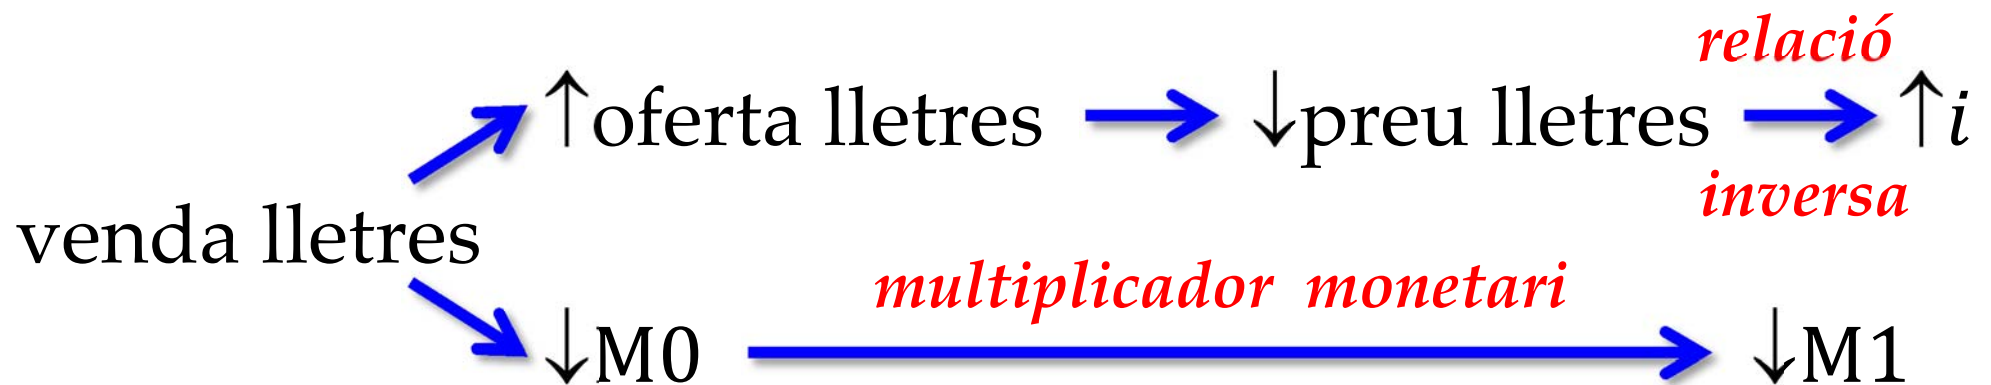 relació
↑oferta lletres → ↓preu lletres → ↑i
inversa
venda lletres
multiplicador monetari
↓M0 → ↓M1